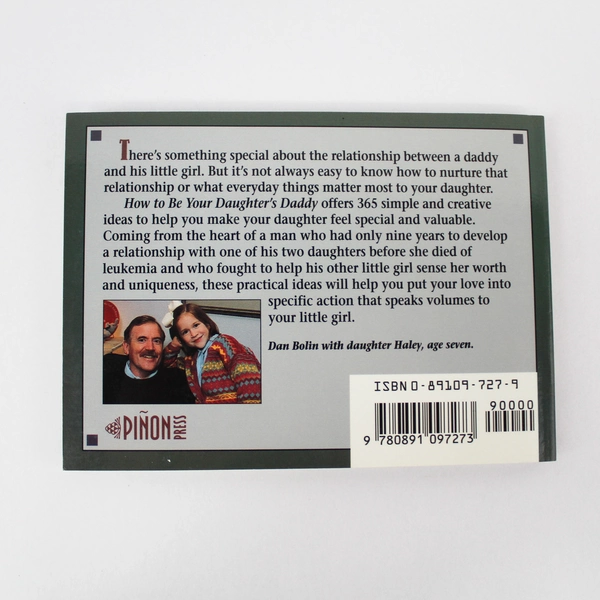 There's something special about the relationship between a daddy
and his little girl. But it's not always easy to know how to nurture that
relationship or what everyday things matter most to your daughter.
How to Be Your Daughter's Daddy offers 365 simple and creative
ideas to help you make your daughter feel special and valuable.
Coming from the heart of a man who had only nine years to develop
a relationship with one of his two daughters before she died of
leukemia and who fought to help his other little girl sense her worth
and uniqueness, these practical ideas will help you put your love into
specific action that speaks volumes to
your little girl.
Dan Bolin with daughter Haley, age seven.
PIÑON PRESS
ISBN 0-89109-727-9
90000
9 780891 097273